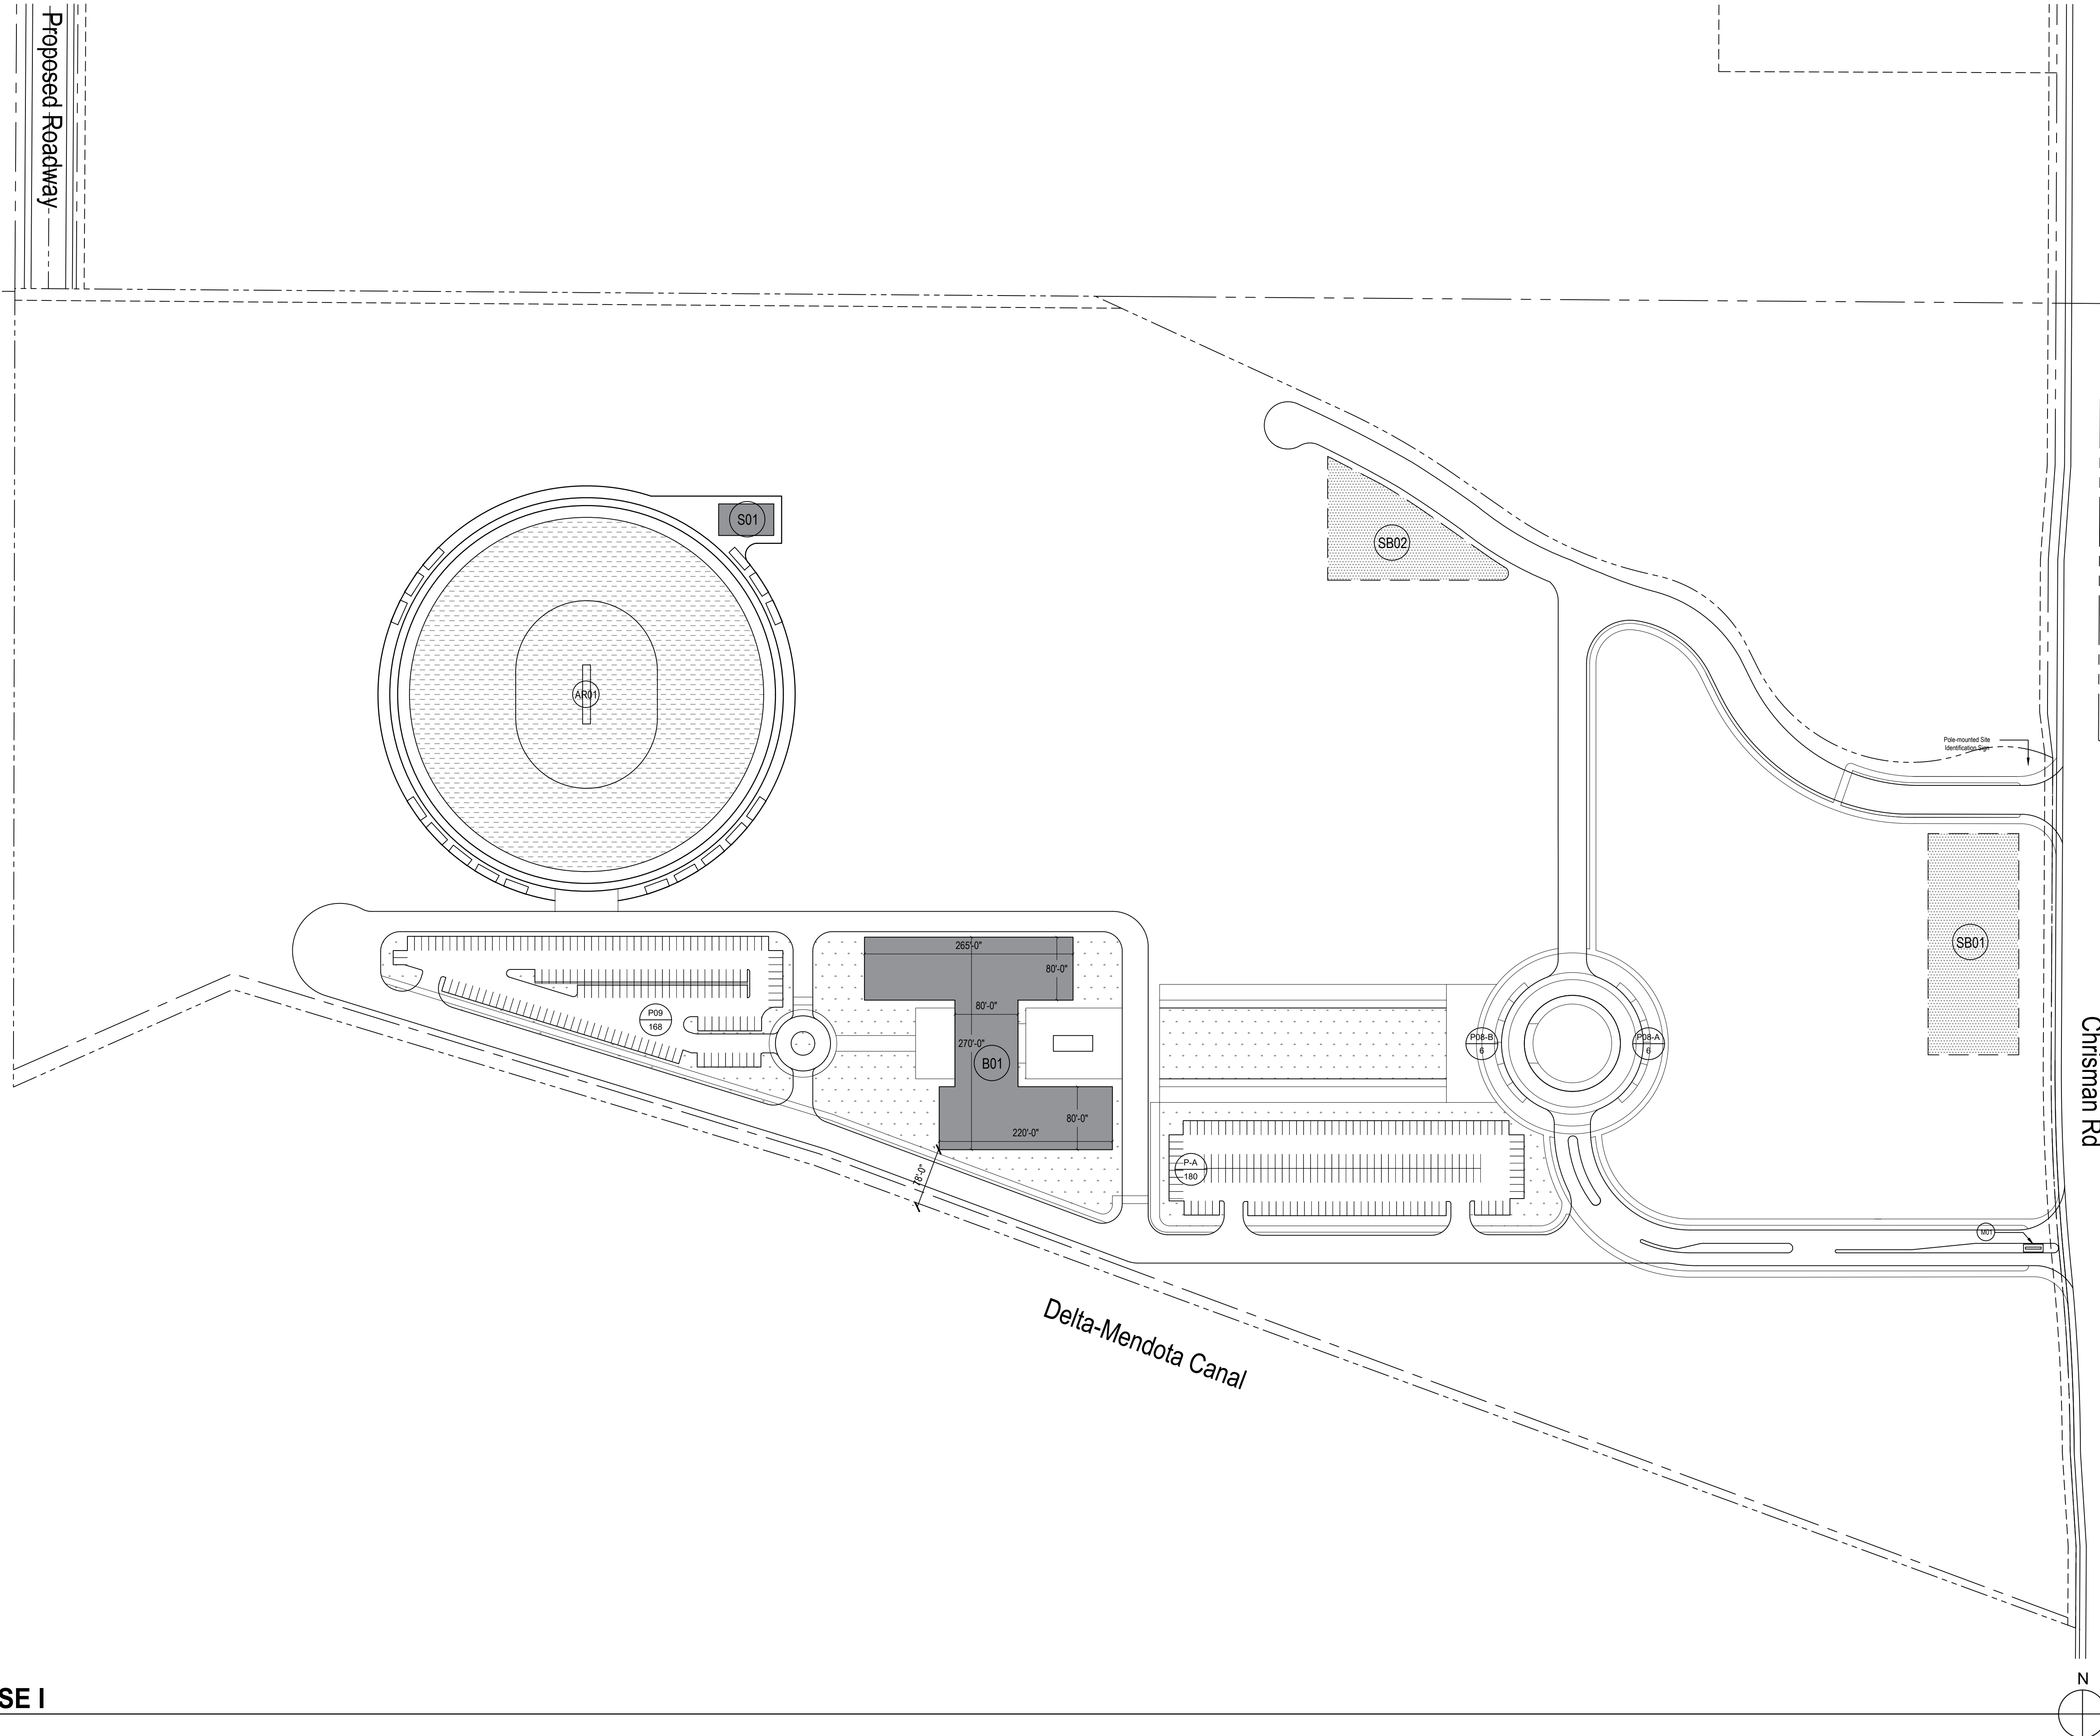 Proposed Roadway
S01
SB02
AR01
Pole-mounted Site
Identification Sign
265'-0"
80'-0"
SB01
80'-0"
P09
168
270'-0"
B01
P08-B
6
P08-A
6
Chrisman Rd
80'-0"
220'-0"
P-A
180
78'-0"
M01
Delta-Mendota Canal
N
SE I